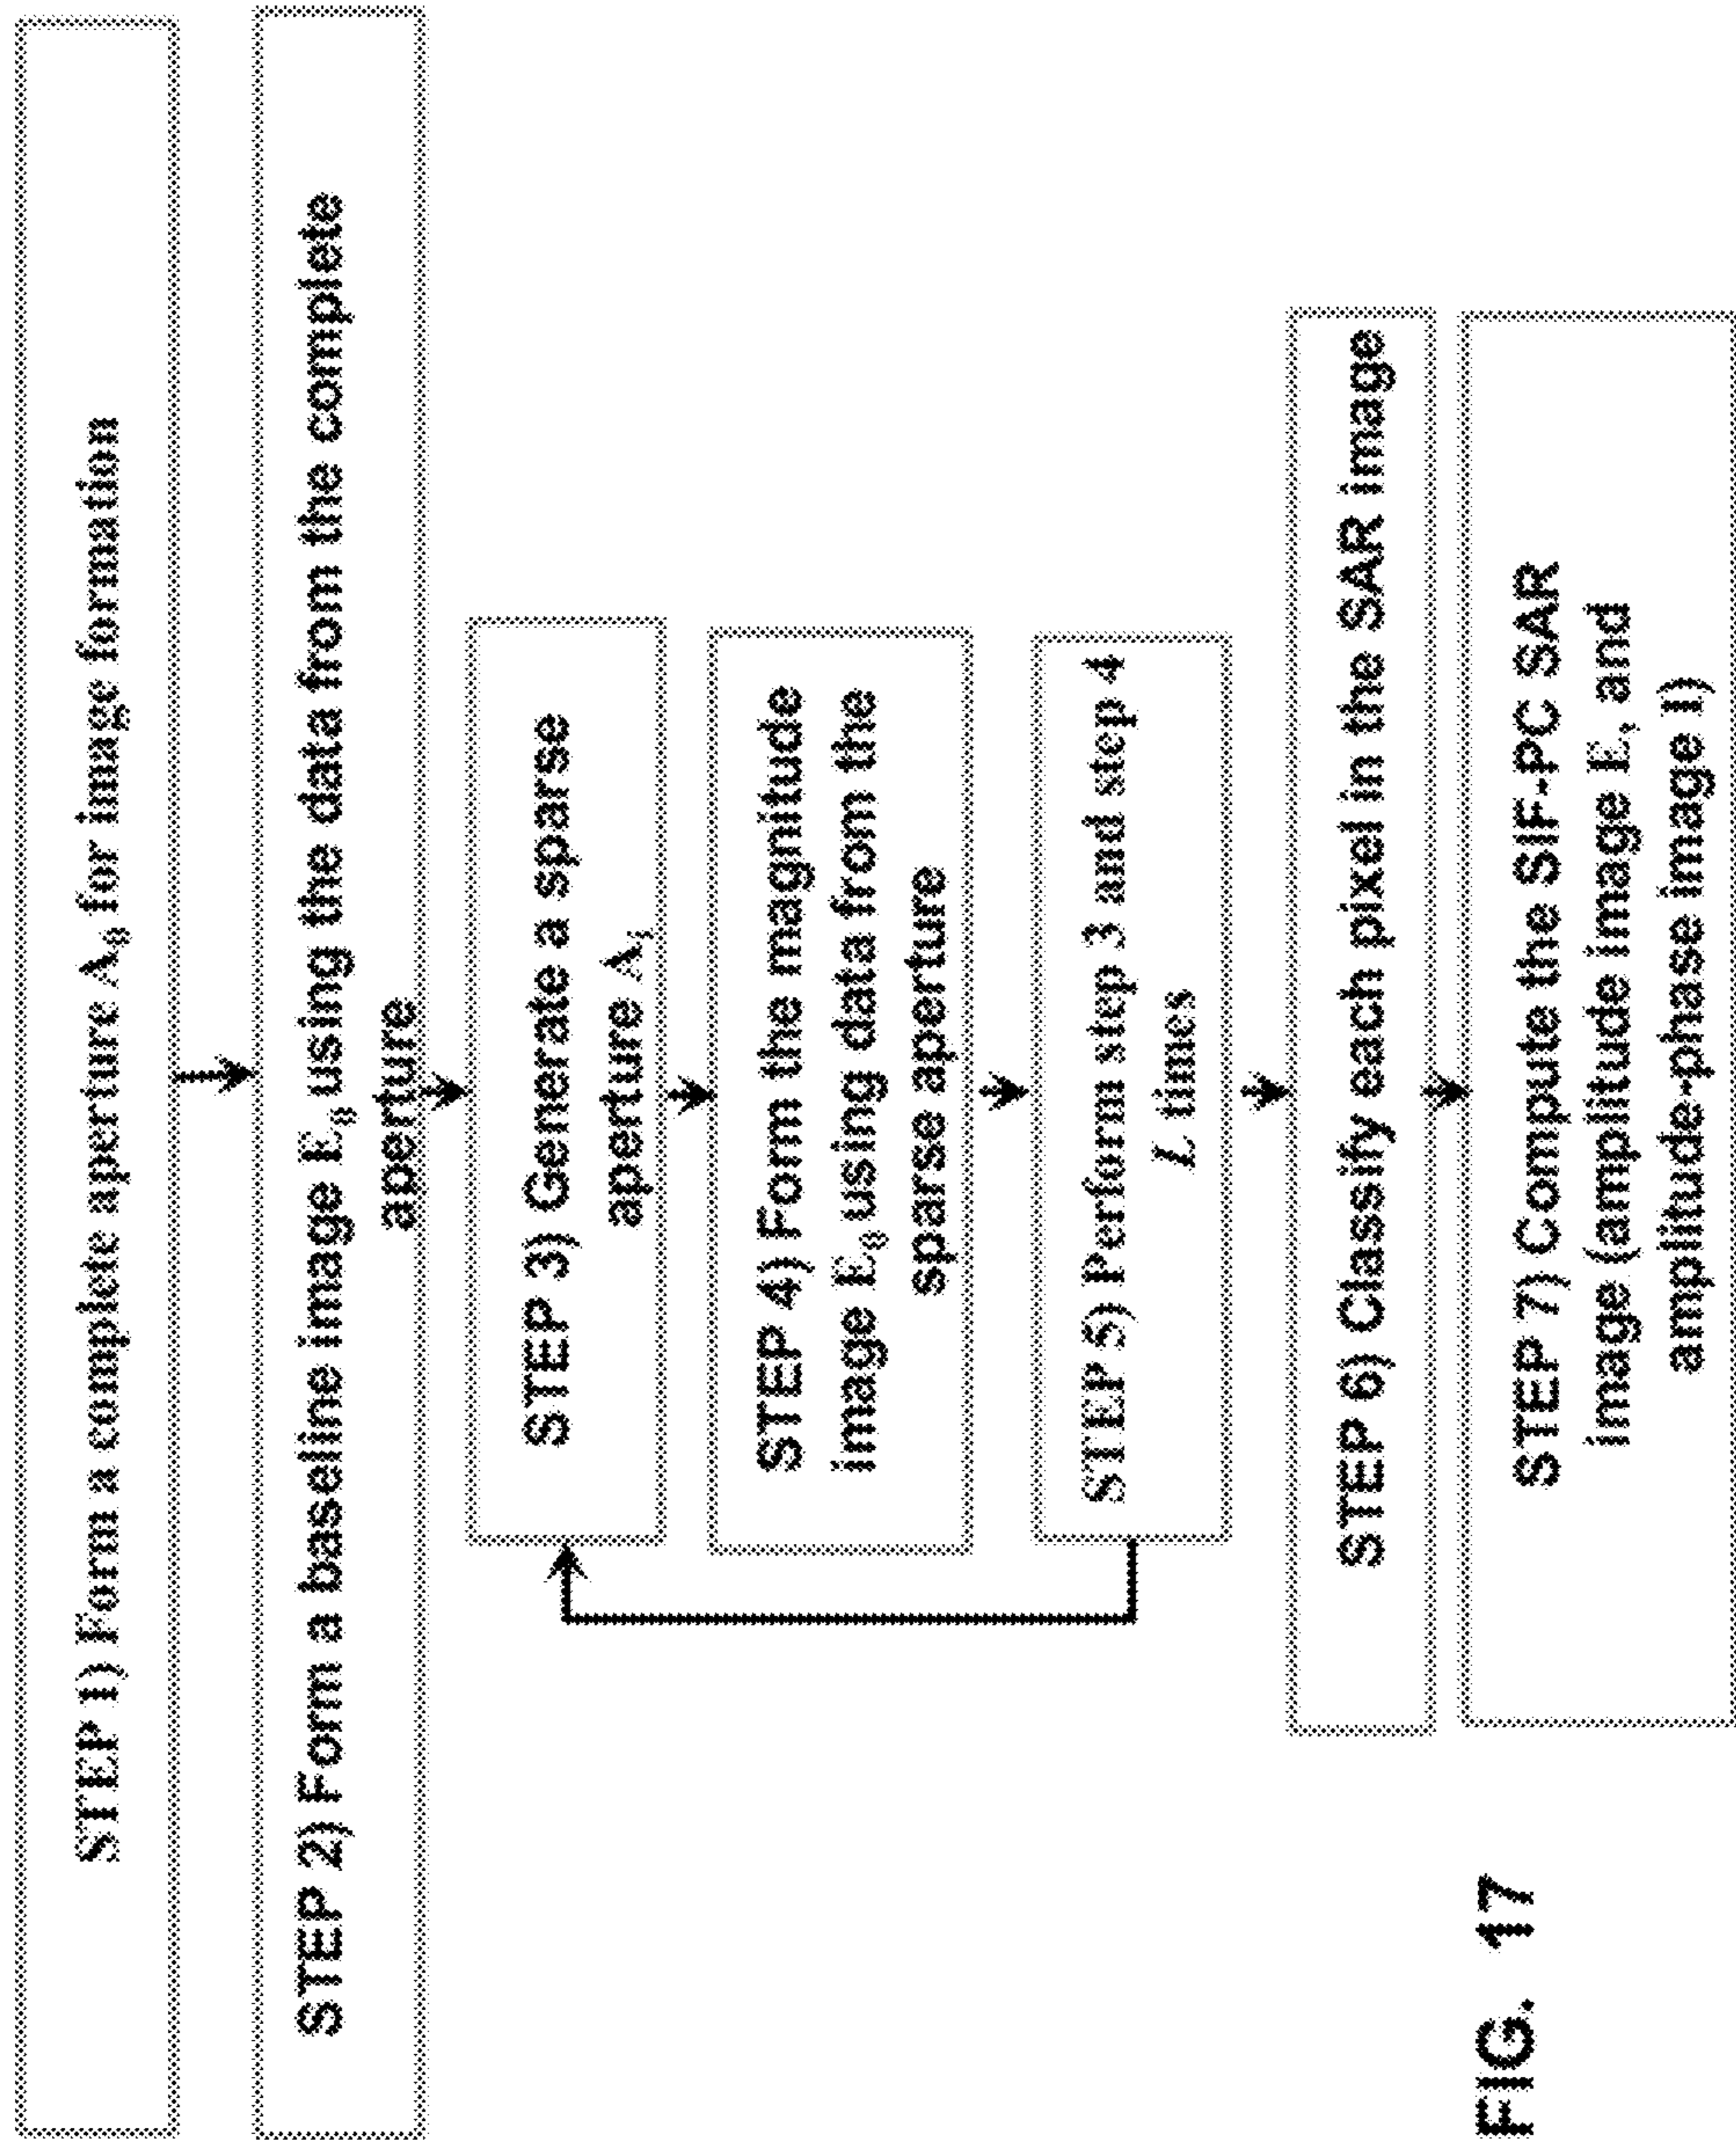 STEP 1) Form a complete aperture A₀ for image formation
STEP 2) Form a baseline image E₀ using the data from the complete
aperture
STEP 3) Generate a sparse
aperture Aᵢ
STEP 4) Form the magnitude
image E₀ using data from the
sparse aperture
STEP 5) Perform step 3 and step 4
L times
STEP 6) Classify each pixel in the SAR image
STEP 7) Compute the SIF-PC SAR
image (amplitude image E, and
amplitude-phase image I)
FIG. 17